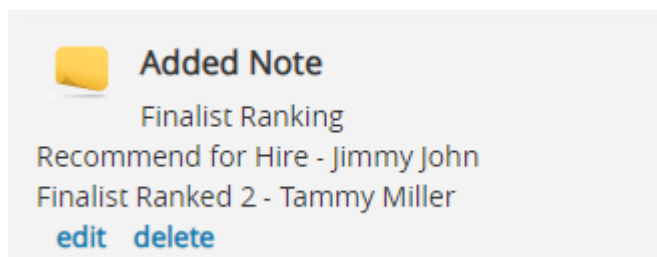 Added Note
Finalist Ranking
Recommend for Hire - Jimmy John
Finalist Ranked 2 - Tammy Miller
edit delete